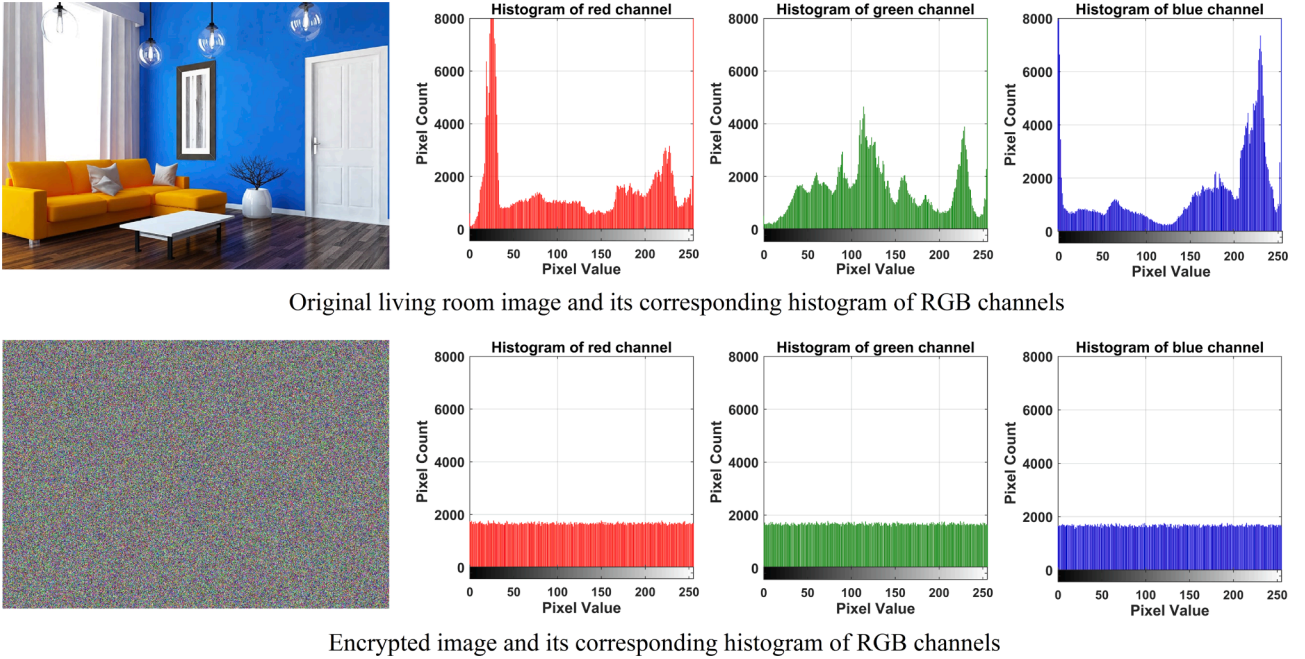 Histogram of red channel
8000
6000
4000
2000
0
Pixel Count
0 50 100 150 200 250
Pixel Value
Histogram of green channel
8000
6000
4000
2000
0
Pixel Count
0 50 100 150 200 250
Pixel Value
Histogram of blue channel
8000
6000
4000
2000
0
Pixel Count
0 50 100 150 200 250
Pixel Value
Original living room image and its corresponding histogram of RGB channels
Histogram of red channel
8000
6000
4000
2000
0
Pixel Count
0 50 100 150 200 250
Pixel Value
Histogram of green channel
8000
6000
4000
2000
0
Pixel Count
0 50 100 150 200 250
Pixel Value
Histogram of blue channel
8000
6000
4000
2000
0
Pixel Count
0 50 100 150 200 250
Pixel Value
Encrypted image and its corresponding histogram of RGB channels